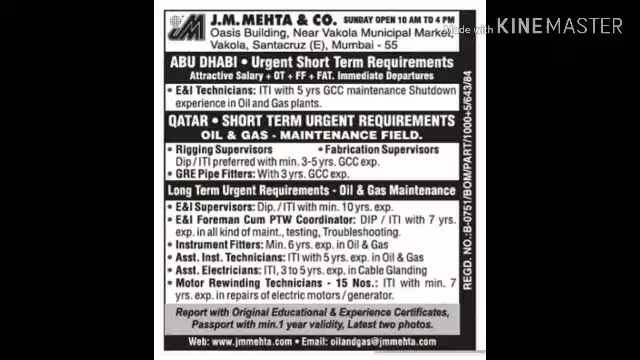 Made with KINEMASTER
JM J.M. MEHTA & CO. SUNDAY OPEN 10 AM TO 4 PM
Oasis Building, Near Vakola Municipal Market,
Vakola, Santacruz (E), Mumbai - 55
ABU DHABI • Urgent Short Term Requirements
Attractive Salary + OT + FF + FAT. Immediate Departures
• E&I Technicians: ITI with 5 yrs GCC maintenance Shutdown
experience in Oil and Gas plants.
QATAR • SHORT TERM URGENT REQUIREMENTS
OIL & GAS - MAINTENANCE FIELD.
• Rigging Supervisors • Fabrication Supervisors
Dip / ITI preferred with min. 3-5 yrs. GCC exp.
• GRE Pipe Fitters: With 3 yrs. GCC exp.
Long Term Urgent Requirements - Oil & Gas Maintenance
• E&I Supervisors: Dip. / ITI with min. 10 yrs. exp.
• E&I Foreman Cum PTW Coordinator: DIP / ITI with 7 yrs.
exp. in all kind of maint., testing, Troubleshooting.
• Instrument Fitters: Min. 6 yrs. exp. in Oil & Gas
• Asst. Inst. Technicians: ITI with 5 yrs. exp. in Oil & Gas
• Asst. Electricians: ITI, 3 to 5 yrs. exp. in Cable Glanding
• Motor Rewinding Technicians - 15 Nos.: ITI with min. 7
yrs. exp. in repairs of electric motors / generator.
Report with Original Educational & Experience Certificates,
Passport with min.1 year validity, Latest two photos.
Web: www.jmmehta.com • Email: oilandgas@jmmehta.com
REGD. NO.:B-0751/BOM/PART/1000+5/643/84